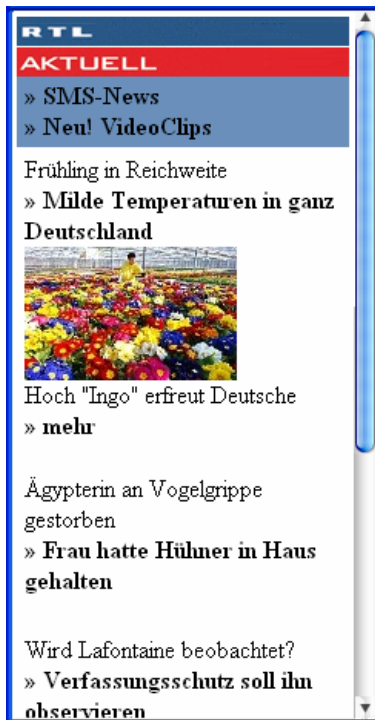 RTL
AKTUELL
» SMS-News
» Neu! VideoClips
Frühling in Reichweite
» Milde Temperaturen in ganz
Deutschland
Hoch "Ingo" erfreut Deutsche
» mehr
Ägypterin an Vogelgrippe
gestorben
» Frau hatte Hühner in Haus
gehalten
Wird Lafontaine beobachtet?
» Verfassungsschutz soll ihn
observieren